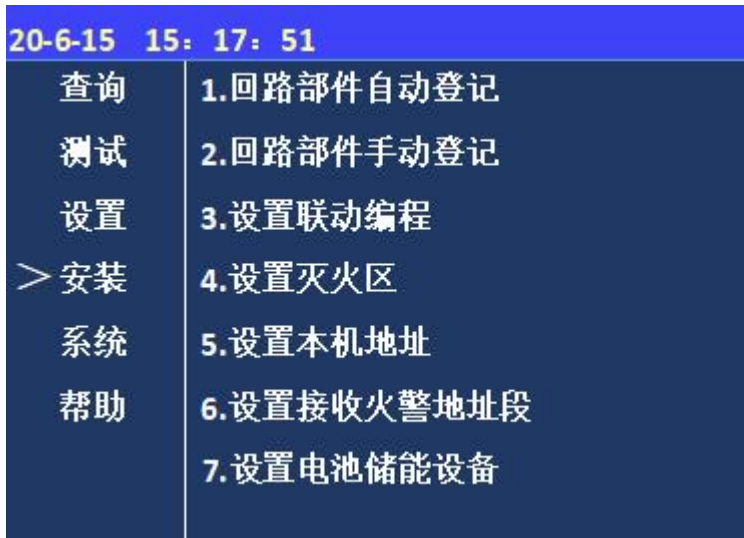 20-6-15 15：17：51
查询
测试
设置
＞安装
系统
帮助
1.回路部件自动登记
2.回路部件手动登记
3.设置联动编程
4.设置灭火区
5.设置本机地址
6.设置接收火警地址段
7.设置电池储能设备